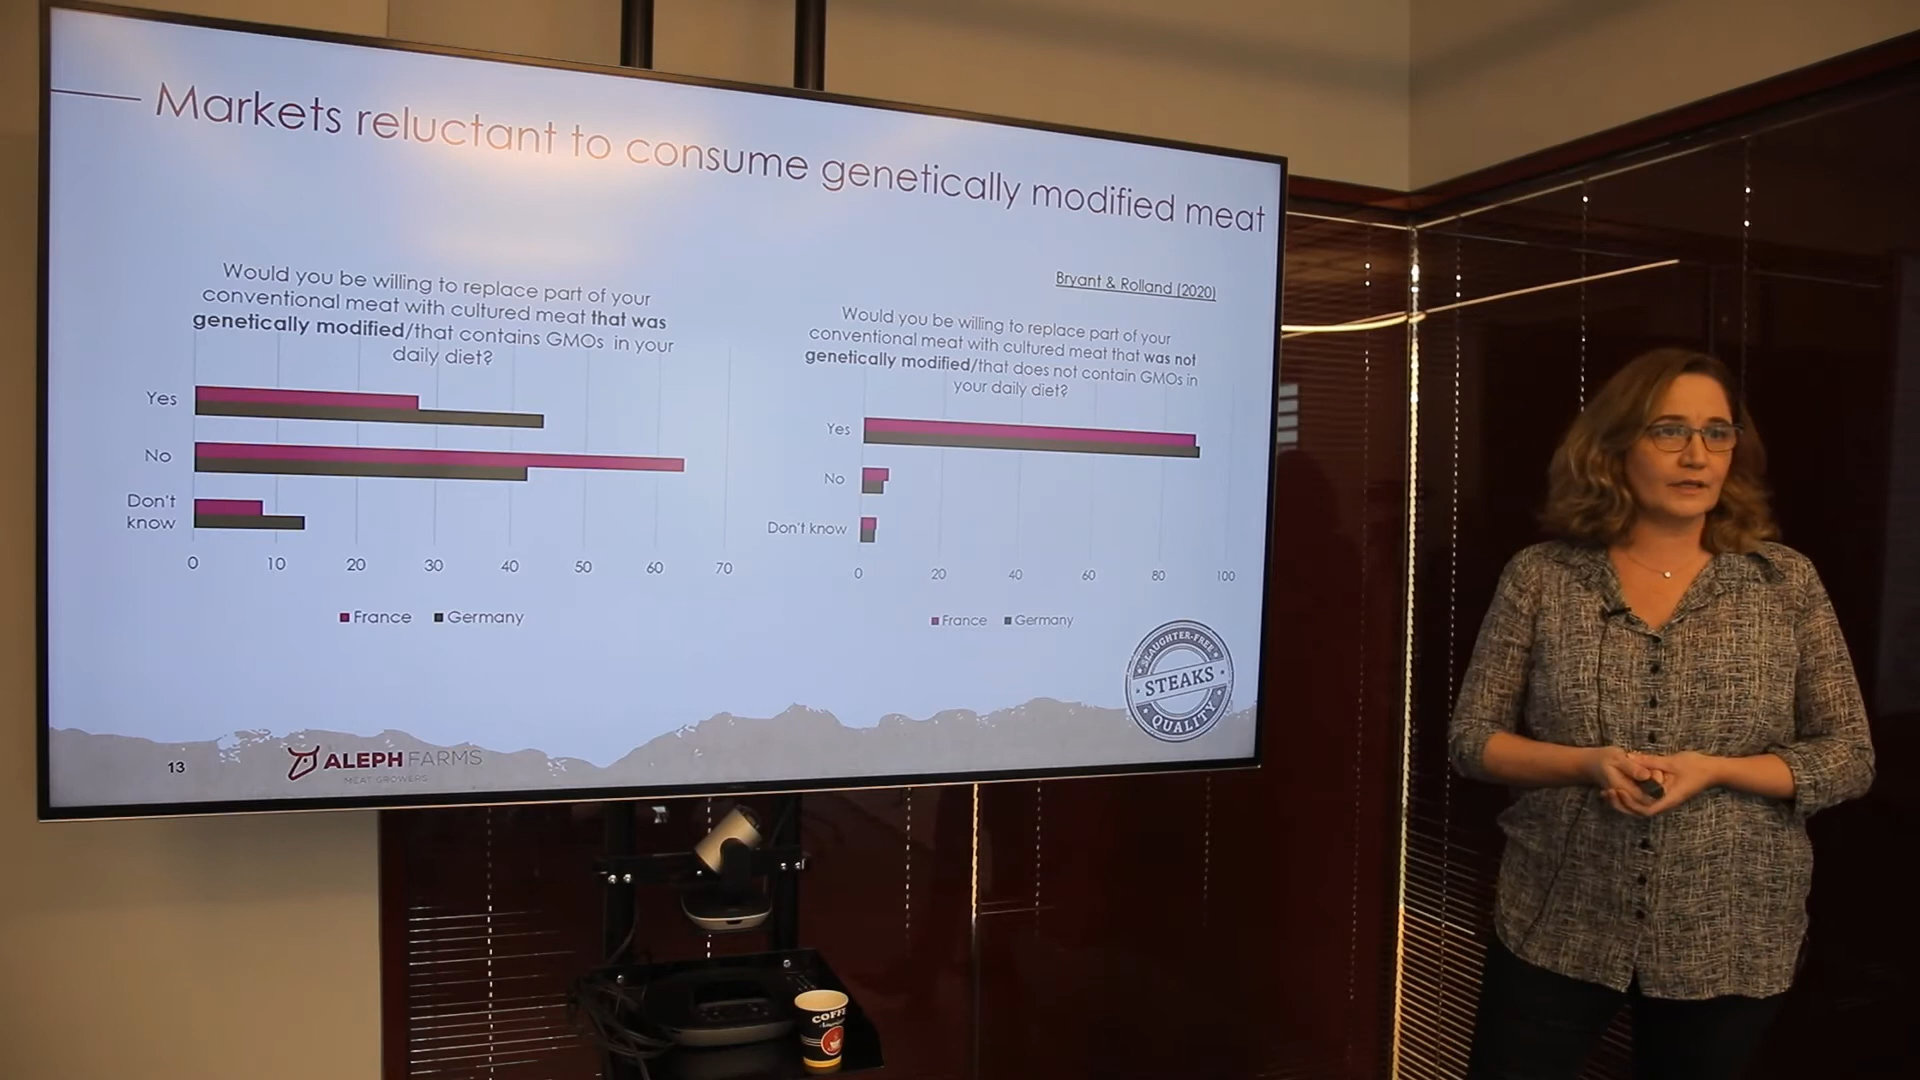 Markets reluctant to consume genetically modified meat
Would you be willing to replace part of your
conventional meat with cultured meat that was
genetically modified/that contains GMOs in your
daily diet?
Yes
No
Don't
know
0 10 20 30 40 50 60 70
France Germany
Bryant & Rolland (2020)
Would you be willing to replace part of your
conventional meat with cultured meat that was not
genetically modified/that does not contain GMOs in
your daily diet?
Yes
No
Don't know
0 20 40 60 80 100
France Germany
SLAUGHTER-FREE
STEAKS
QUALITY
13
ALEPH FARMS
MEAT GROWERS